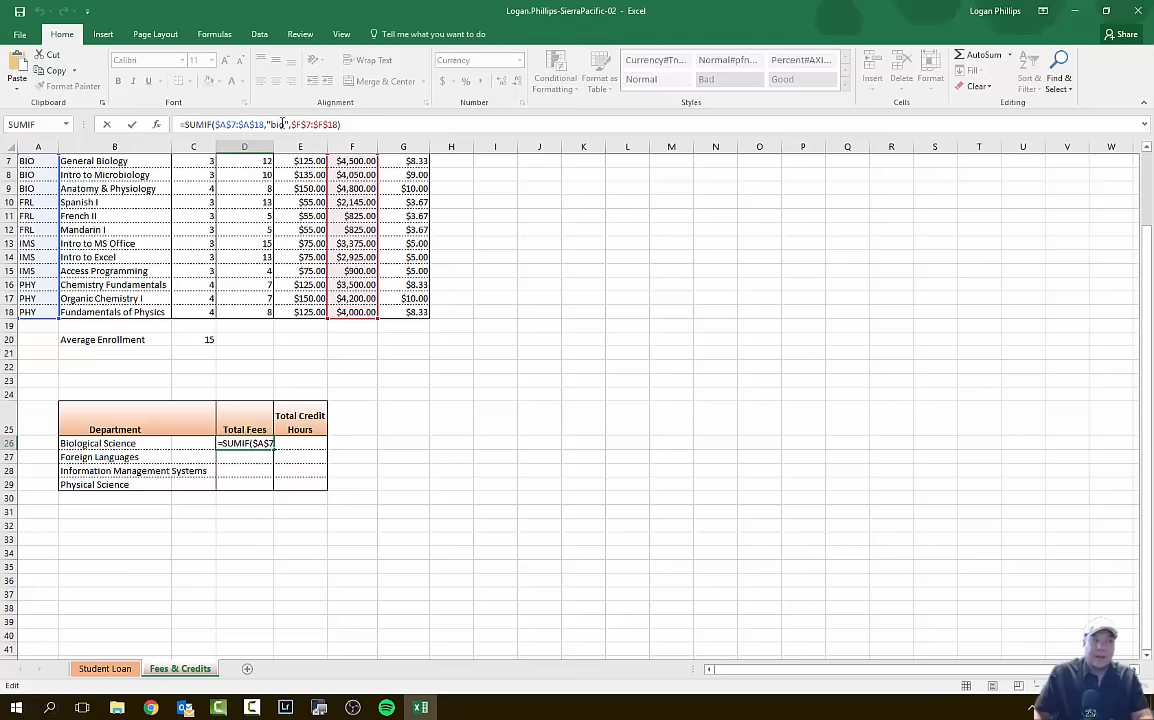 Logan.Phillips-SierraPacific-02 - Excel
Logan Phillips
File Home Insert Page Layout Formulas Data Review View Tell me what you want to do Share
Cut
Copy
Format Painter
Paste
Clipboard
Calibri 11
B I U
Font
Wrap Text
Merge & Center
Alignment
Currency
$ % ,
Number
Conditional Formatting
Format as Table
Currency#Tn... Normal#pfn... Percent#AXI...
Normal Bad Good
Styles
Insert Delete Format
Cells
AutoSum
Fill
Clear
Sort & Filter
Find & Select
Editing
SUMIF fx =SUMIF($A$7:$A$18,"bio",$F$7:$F$18)
A B C D E F G H I J K L M N O P Q R S T U V W
7 BIO General Biology 3 12 $125.00 $4,500.00 $8.33
8 BIO Intro to Microbiology 3 10 $135.00 $4,050.00 $9.00
9 BIO Anatomy & Physiology 4 8 $150.00 $4,800.00 $10.00
10 FRL Spanish I 3 13 $55.00 $2,145.00 $3.67
11 FRL French II 3 5 $55.00 $825.00 $3.67
12 FRL Mandarin I 3 5 $55.00 $825.00 $3.67
13 IMS Intro to MS Office 3 15 $75.00 $3,375.00 $5.00
14 IMS Intro to Excel 3 13 $75.00 $2,925.00 $5.00
15 IMS Access Programming 3 4 $75.00 $900.00 $5.00
16 PHY Chemistry Fundamentals 4 7 $125.00 $3,500.00 $8.33
17 PHY Organic Chemistry I 4 7 $150.00 $4,200.00 $10.00
18 PHY Fundamentals of Physics 4 8 $125.00 $4,000.00 $8.33
19
20 Average Enrollment 15
21
22
23
24
25 Department Total Fees Total Credit Hours
26 Biological Science =SUMIF($A$7
27 Foreign Languages
28 Information Management Systems
29 Physical Science
30
31
32
33
34
35
36
37
38
39
40
41
Student Loan Fees & Credits
Edit